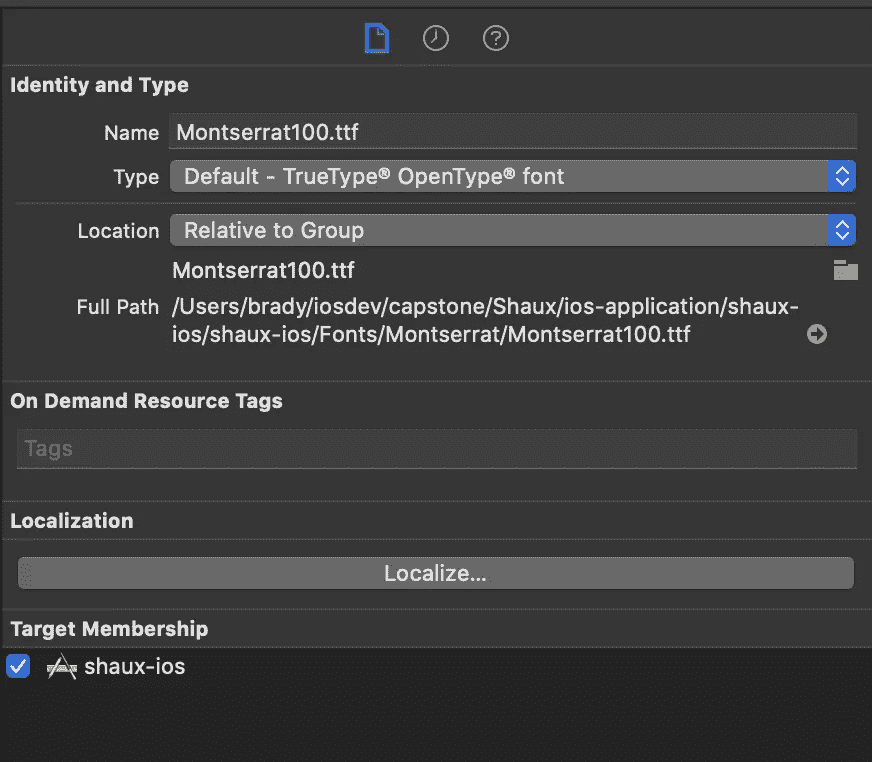 Identity and Type
Name Montserrat100.ttf
Type Default - TrueType® OpenType® font
Location Relative to Group
Montserrat100.ttf
Full Path /Users/brady/iosdev/capstone/Shaux/ios-application/shaux-
ios/shaux-ios/Fonts/Montserrat/Montserrat100.ttf
On Demand Resource Tags
Tags
Localization
Localize...
Target Membership
shaux-ios